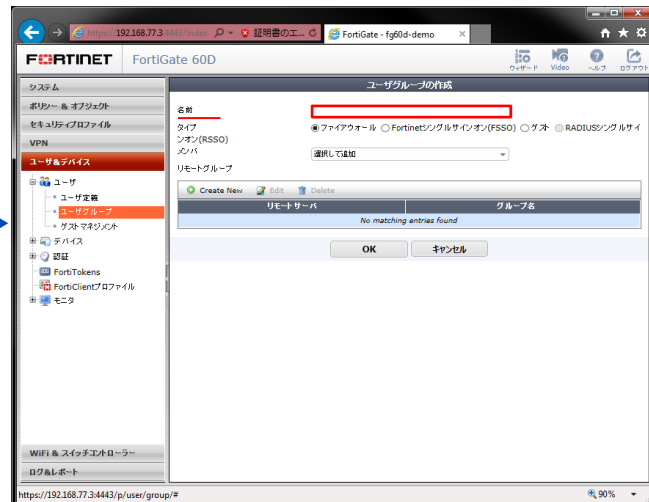 https://192.168.77.3:4443/index
証明書のエ...
FortiGate - fg60d-demo
FORTINET
FortiGate 60D
ウィザード
Video
ヘルプ
ログアウト
システム
ポリシー & オブジェクト
セキュリティプロファイル
VPN
ユーザ&デバイス
ユーザ
ユーザ定義
ユーザグループ
ゲストマネジメント
デバイス
認証
FortiTokens
FortiClientプロファイル
モニタ
WiFi & スイッチコントローラー
ログ&レポート
ユーザグループの作成
名前
タイプ
ファイアウォール
Fortinetシングルサインオン(FSSO)
ゲスト
RADIUSシングルサイ
ンオン(RSSO)
メンバ
選択して追加
リモートグループ
Create New
Edit
Delete
リモートサーバ
グループ名
No matching entries found
OK
キャンセル
https://192.168.77.3:4443/p/user/group/#
90%